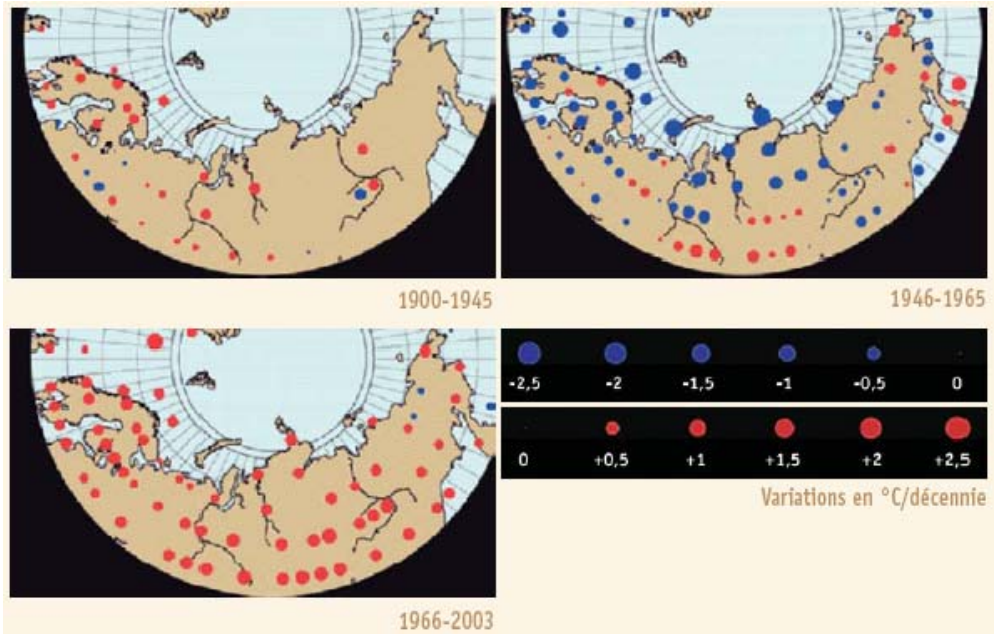 1900-1945
1946-1965
-2,5 -2 -1,5 -1 -0,5 0
0 +0,5 +1 +1,5 +2 +2,5
Variations en °C/décennie
1966-2003